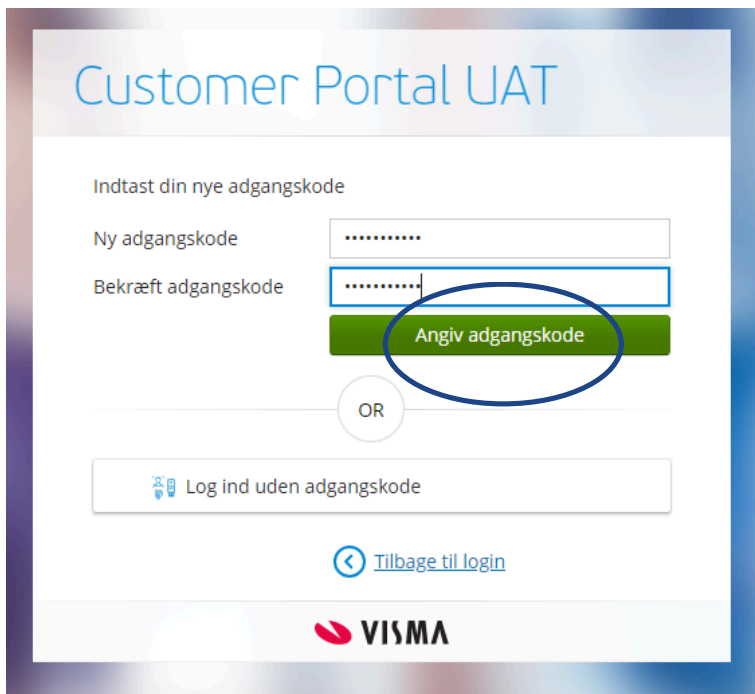 Customer Portal UAT
Indtast din nye adgangskode
Ny adgangskode •••••••••••
Bekræft adgangskode •••••••••••
Angiv adgangskode
OR
Log ind uden adgangskode
Tilbage til login
VISMA